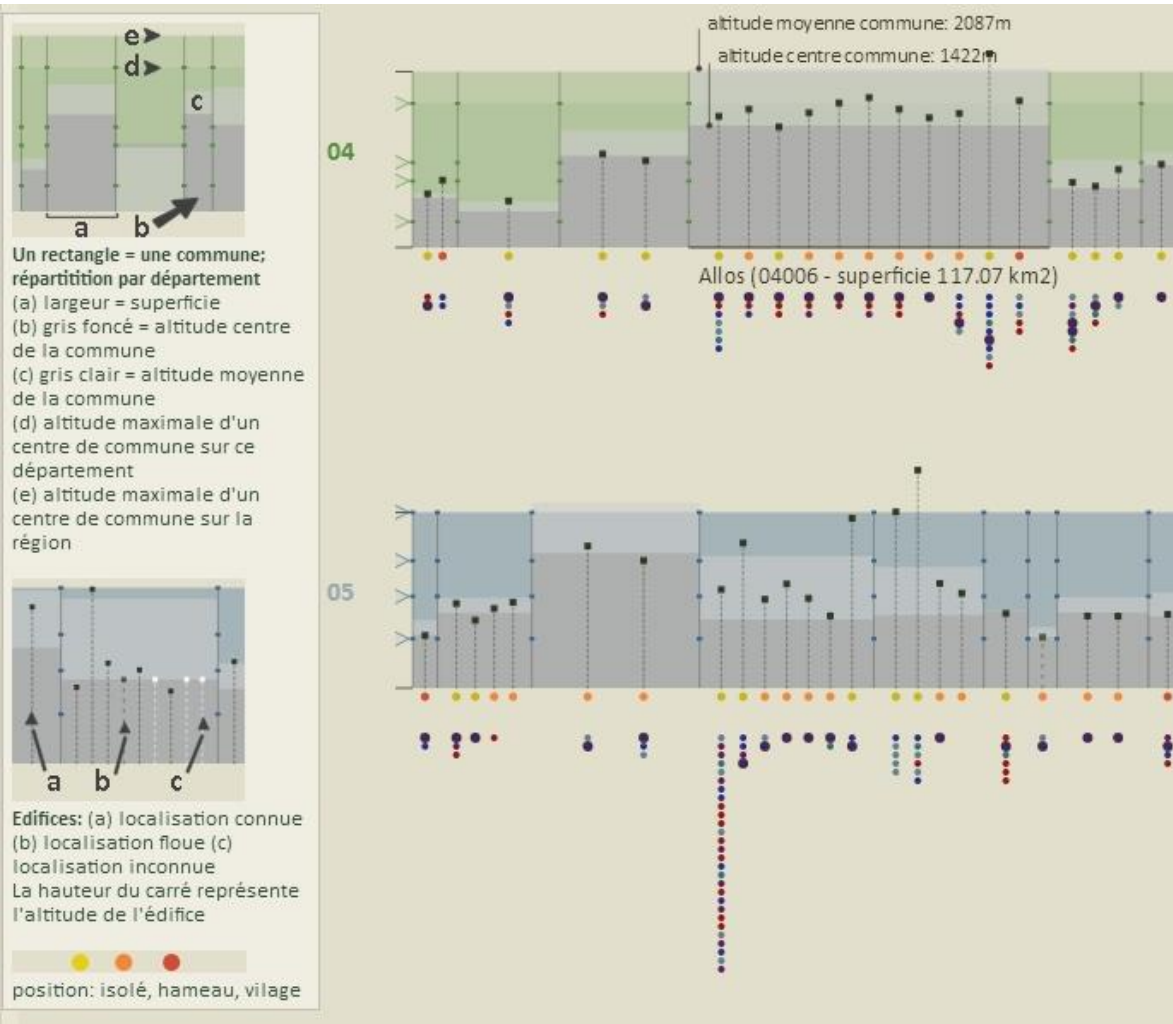 e
d
c
a
b
Un rectangle = une commune;
répartitition par département
(a) largeur = superficie
(b) gris foncé = altitude centre
de la commune
(c) gris clair = altitude moyenne
de la commune
(d) altitude maximale d'un
centre de commune sur ce
département
(e) altitude maximale d'un
centre de commune sur la
région
a b c
Edifices: (a) localisation connue
(b) localisation floue (c)
localisation inconnue
La hauteur du carré représente
l'altitude de l'édifice
position: isolé, hameau, vilage
altitude moyenne commune: 2087m
altitude centre commune: 1422m
04
Allos (04006 - superficie 117.07 km2)
05